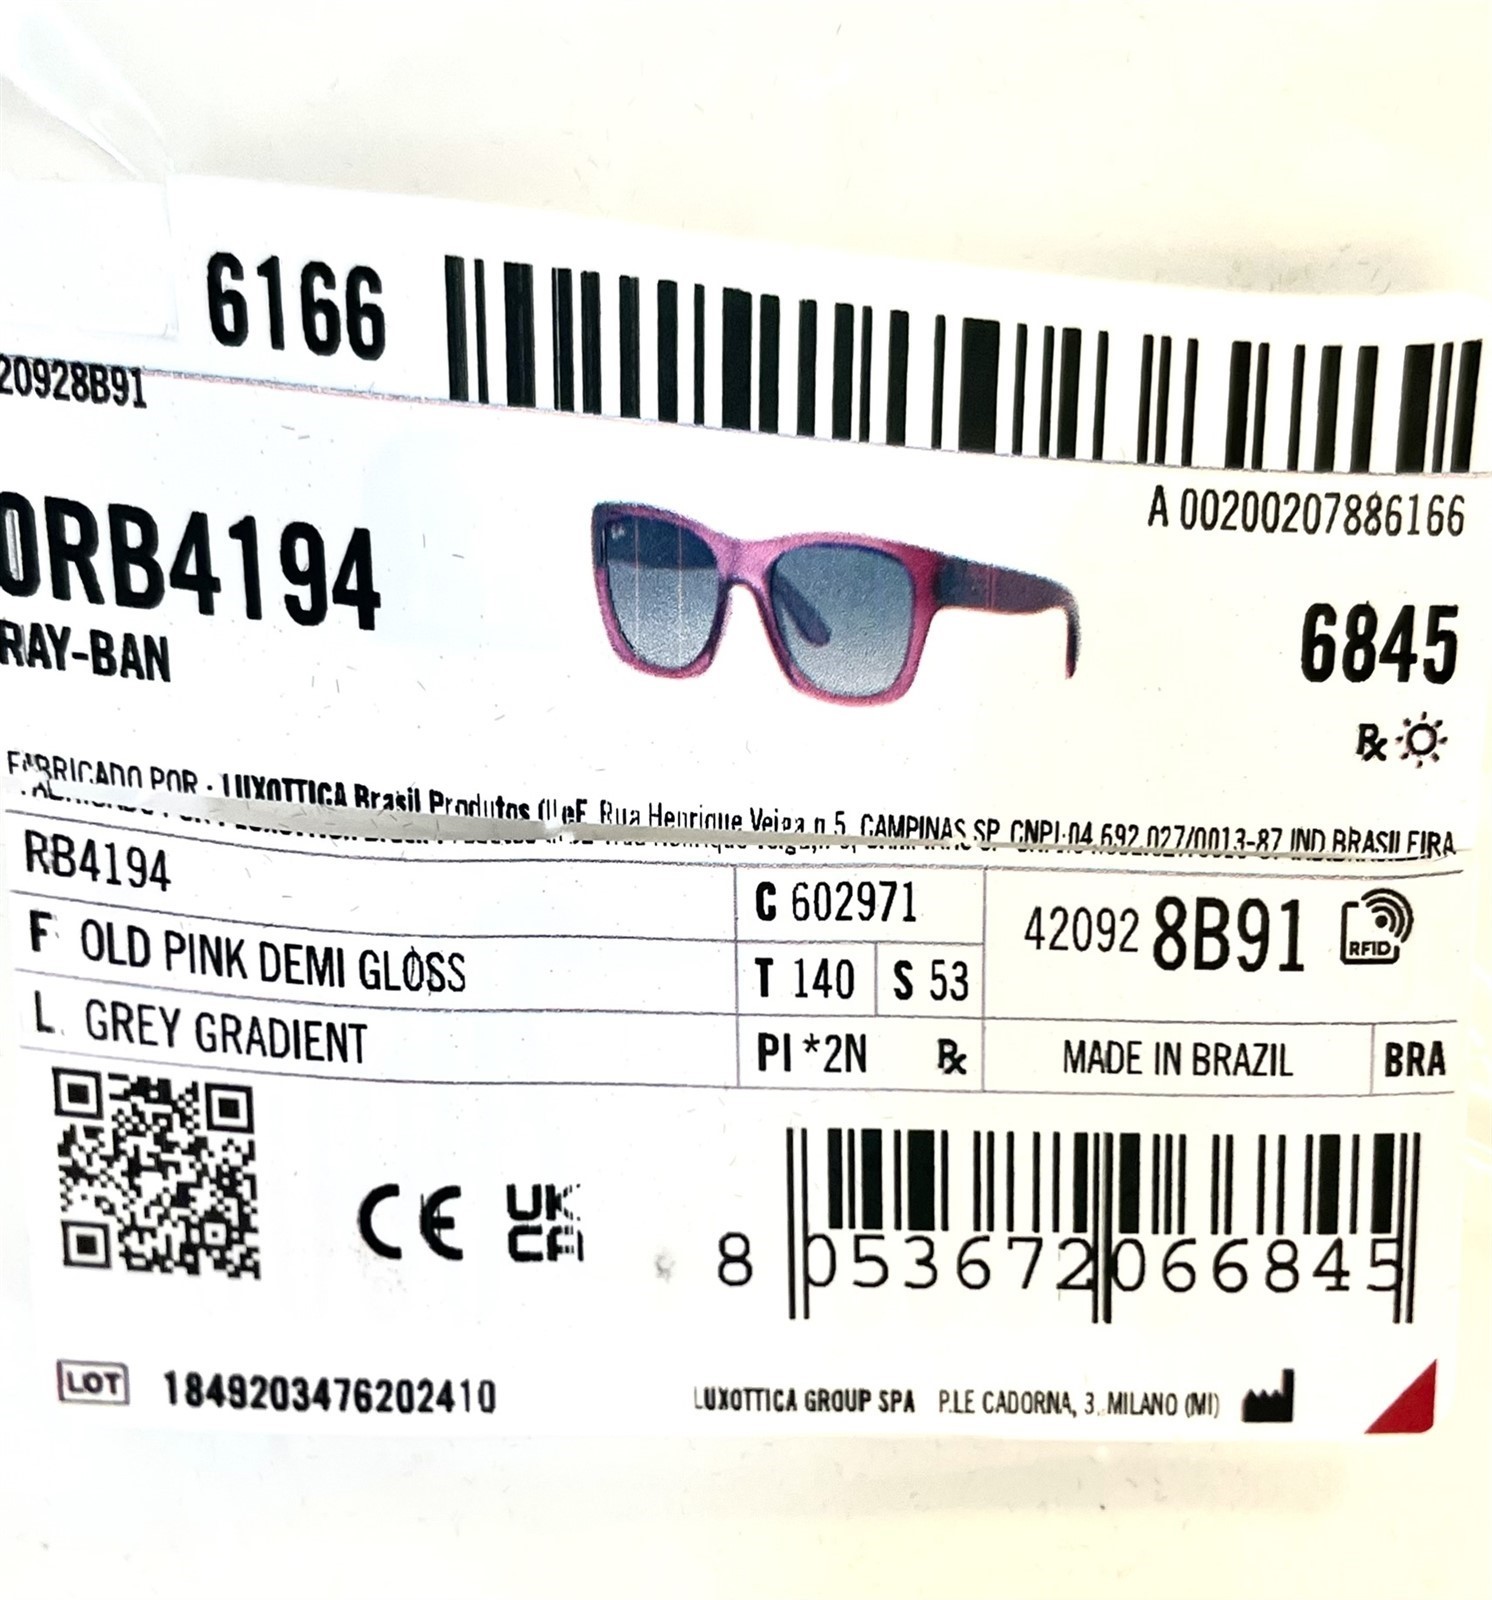 6166
20928B91
A 00200207886166
0RB4194
RAY-BAN
6845
Rx
FABRICADO POR - LUXOTTICA Brasil Produtos Rua Henrique Veiga,n 5, CAMPINAS SP CNPJ:04.692.027/0013-87 IND.BRASILEIRA
RB4194
C 602971
42092 8B91
RFID
F OLD PINK DEMI GLOSS
T 140 S 53
L GREY GRADIENT
PI *2N Rx
MADE IN BRAZIL BRA
CE UK
CA
8 053672 066845
LOT 1849203476202410
LUXOTTICA GROUP SPA P.LE CADORNA, 3, MILANO (MI)